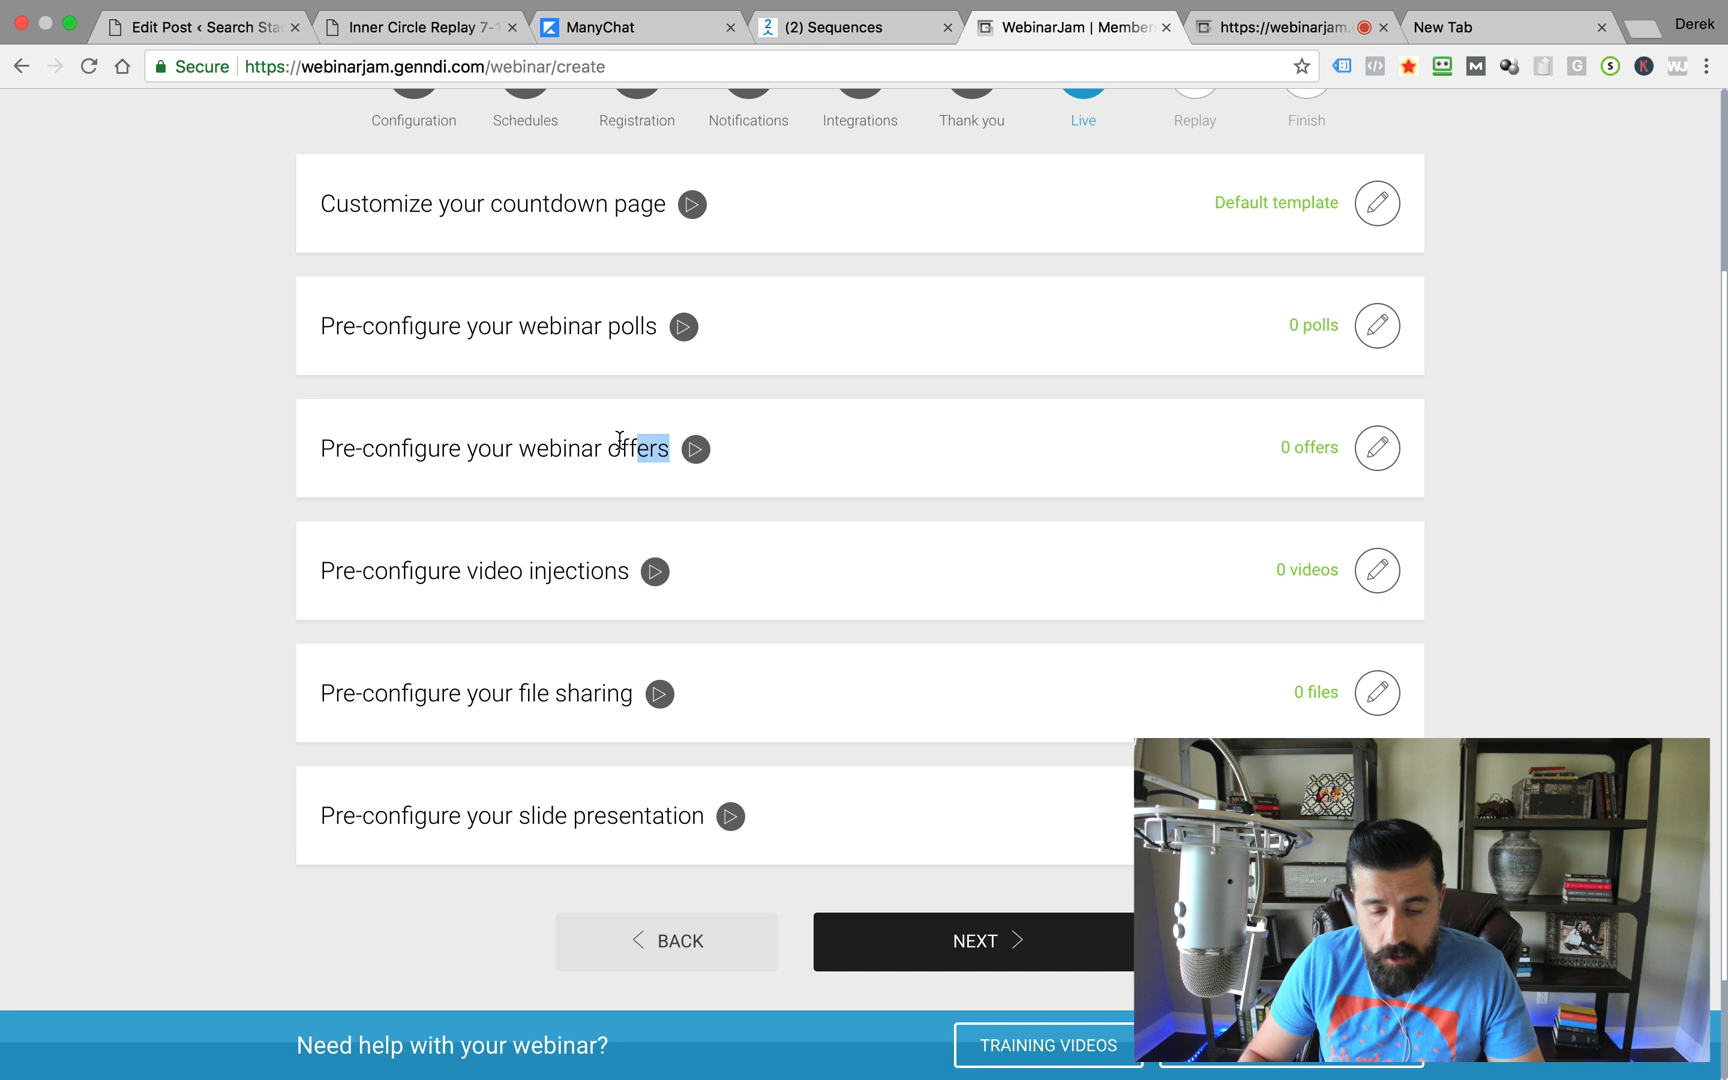 Edit Post ‹ Search Sta
Inner Circle Replay 7-1
ManyChat
(2) Sequences
WebinarJam | Member
https://webinarjam.
New Tab
Derek
Secure
https://webinarjam.genndi.com/webinar/create
Configuration
Schedules
Registration
Notifications
Integrations
Thank you
Live
Replay
Finish
Customize your countdown page
Default template
Pre-configure your webinar polls
0 polls
Pre-configure your webinar offers
0 offers
Pre-configure video injections
0 videos
Pre-configure your file sharing
0 files
Pre-configure your slide presentation
BACK
NEXT
Need help with your webinar?
TRAINING VIDEOS